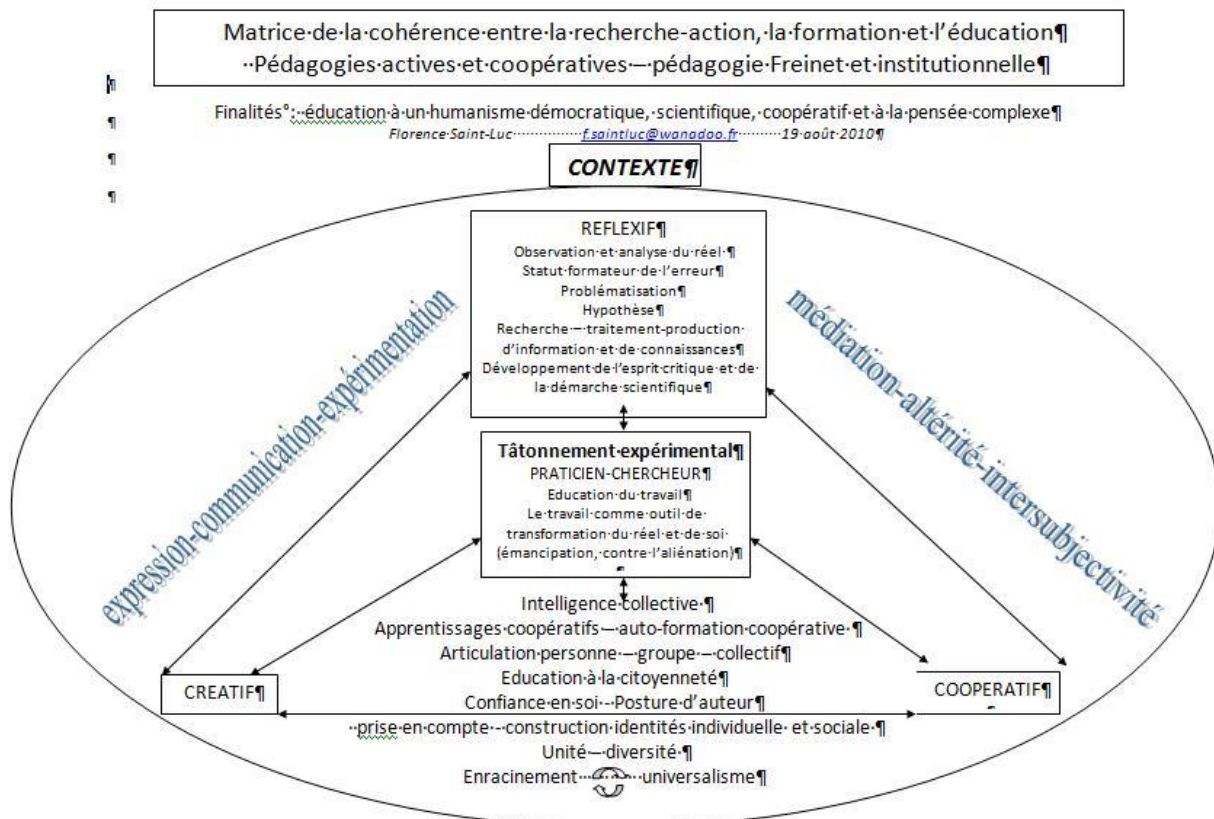 Matrice·de·la·cohérence·entre·la·recherche-action,·la·formation·et·l’éducation¶
··Pédagogies·actives·et·coopératives·–·pédagogie·Freinet·et·institutionnelle¶
¶
¶
¶
¶
Finalités°:··éducation·à·un·humanisme·démocratique,·scientifique,·coopératif·et·à·la·pensée·complexe¶
Florence·Saint-Luc···············f.saintluc@wanadoo.fr··········19·août·2010¶
CONTEXTE¶
REFLEXIF¶
Observation·et·analyse·du·réel·¶
Statut·formateur·de·l’erreur¶
Problématisation¶
Hypothèse¶
Recherche·–·traitement-production·
d’information·et·de·connaissances¶
Développement·de·l’esprit·critique·et·de·
la·démarche·scientifique¶
expression-communication-expérimentation
médiation-altérité-intersubjectivité
Tâtonnement·expérimental¶
PRATICIEN-CHERCHEUR¶
Education·du·travail¶
Le·travail·comme·outil·de·
transformation·du·réel·et·de·soi·
(émancipation,·contre·l’aliénation)¶
¶
Intelligence·collective·¶
Apprentissages·coopératifs·–·auto-formation·coopérative·¶
Articulation·personne·–·groupe·–·collectif¶
Education·à·la·citoyenneté¶
CREATIF¶
COOPERATIF¶
¶
Confiance·en·soi·-·Posture·d’auteur¶
··prise·en·compte·-·construction·identités·individuelle·et·sociale¶
Unité·–·diversité·¶
Enracinement·········universalisme¶